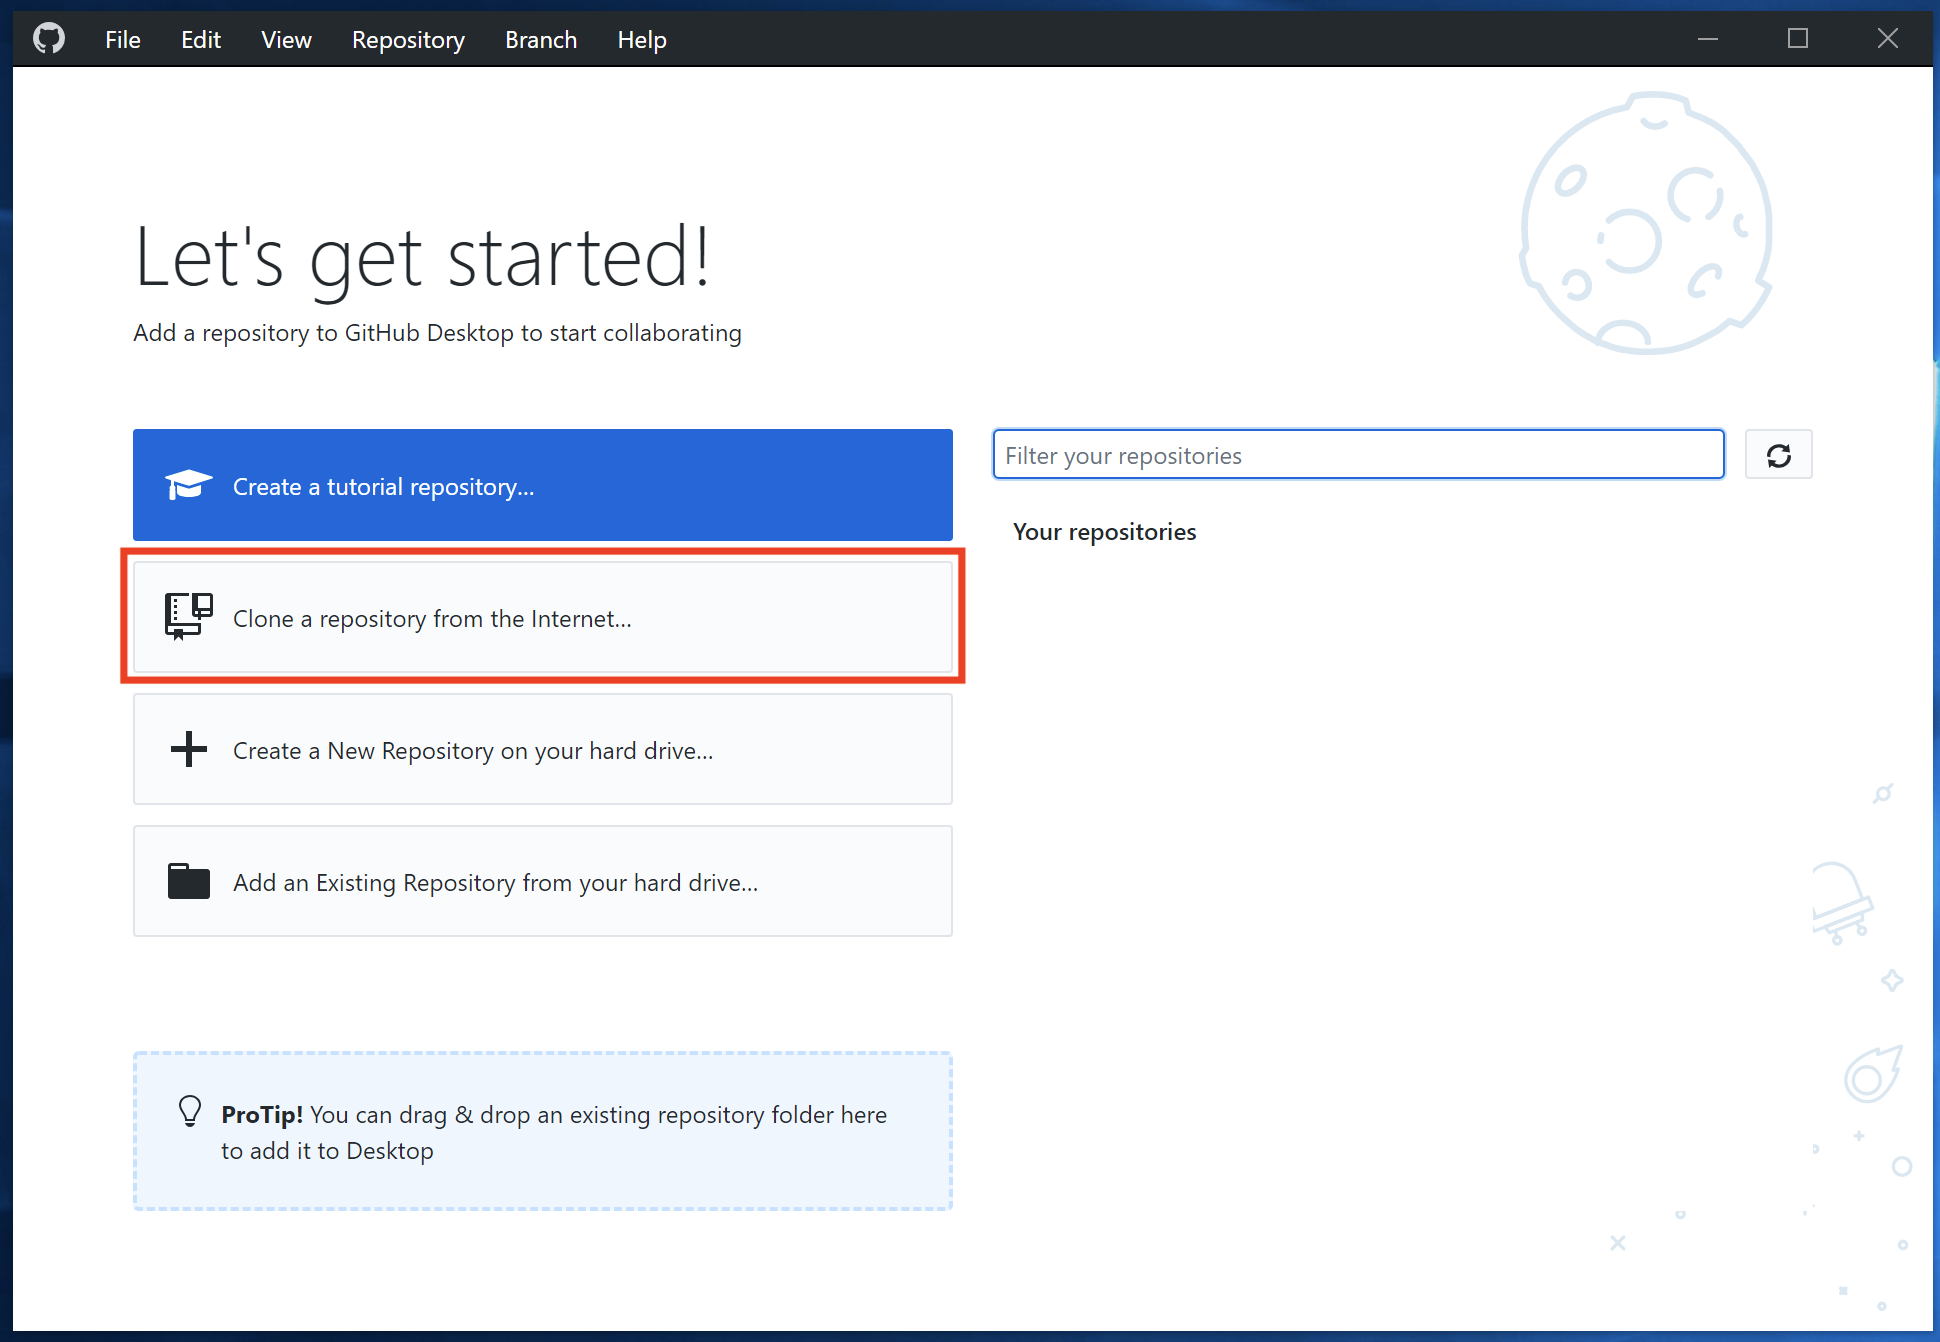 File Edit View Repository Branch Help
Let's get started!
Add a repository to GitHub Desktop to start collaborating
Create a tutorial repository...
Clone a repository from the Internet...
Create a New Repository on your hard drive...
Add an Existing Repository from your hard drive...
ProTip! You can drag & drop an existing repository folder here
to add it to Desktop
Filter your repositories
Your repositories